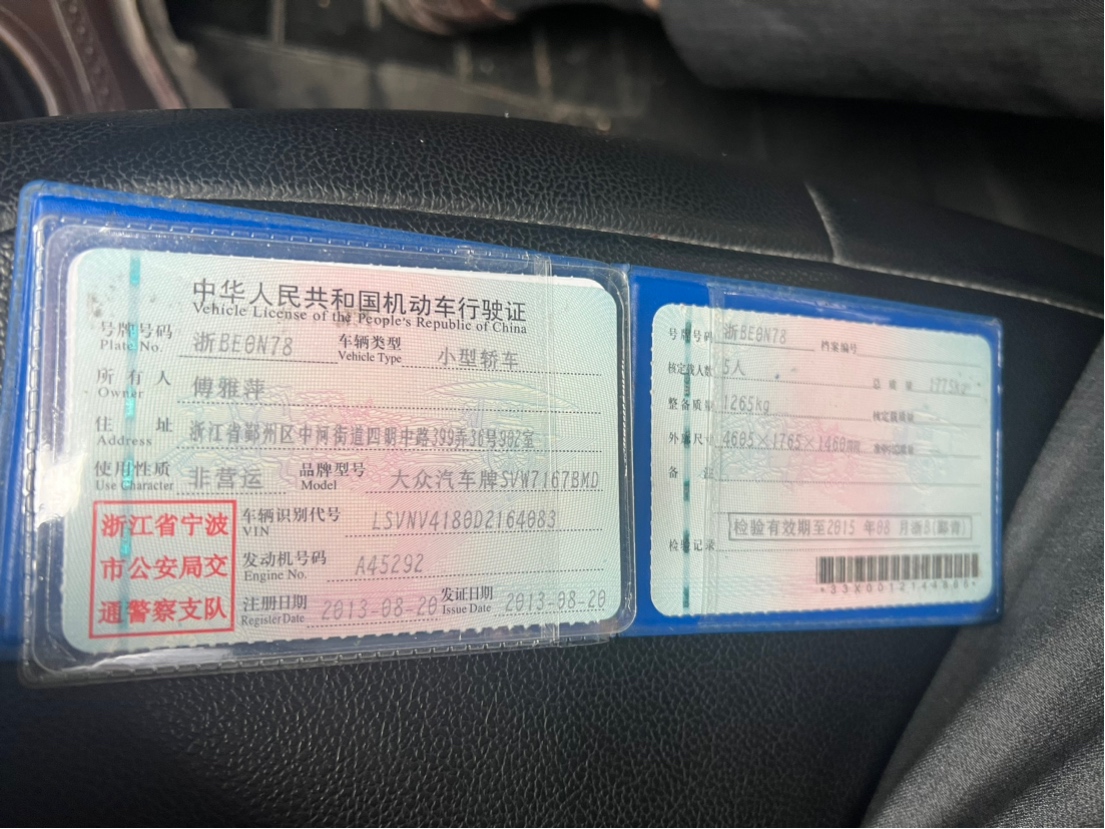 中华人民共和国机动车行驶证
Vehicle License of the People's Republic of China
号牌号码 浙BE0N78 车辆类型 小型轿车
Plate No. Vehicle Type
所有人 傅雅萍
Owner
住址 浙江省鄞州区中河街道四明中路399弄36号302室
Address
使用性质 非营运 品牌型号 大众汽车牌SVW7167BMD
Use Character Model
浙江省宁波
市公安局交
通警察支队
车辆识别代号 LSVNV4180D2164083
VIN
发动机号码 A45292
Engine No.
注册日期 2013-08-20 发证日期 2013-08-20
Register Date Issue Date
号牌号码 浙BE0N78 档案编号
核定载人数 5人 总质量 1775kg
整备质量 1265kg 核定载质量
外廓尺寸 4605×1765×1460
备注
检验有效期至2015年08月浙B(鄞肯)
检验记录